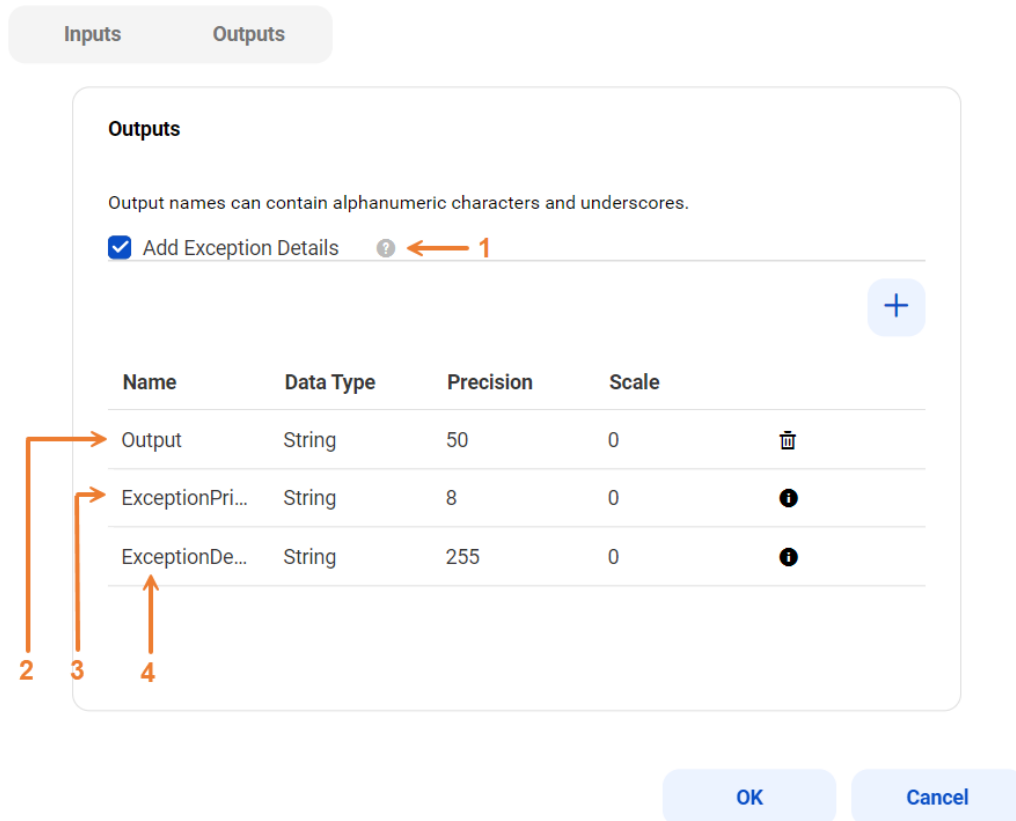 Inputs Outputs
Outputs
Output names can contain alphanumeric characters and underscores.
Add Exception Details ? 1
+
Name Data Type Precision Scale
Output String 50 0
ExceptionPri... String 8 0
ExceptionDe... String 255 0
2 3 4
OK Cancel